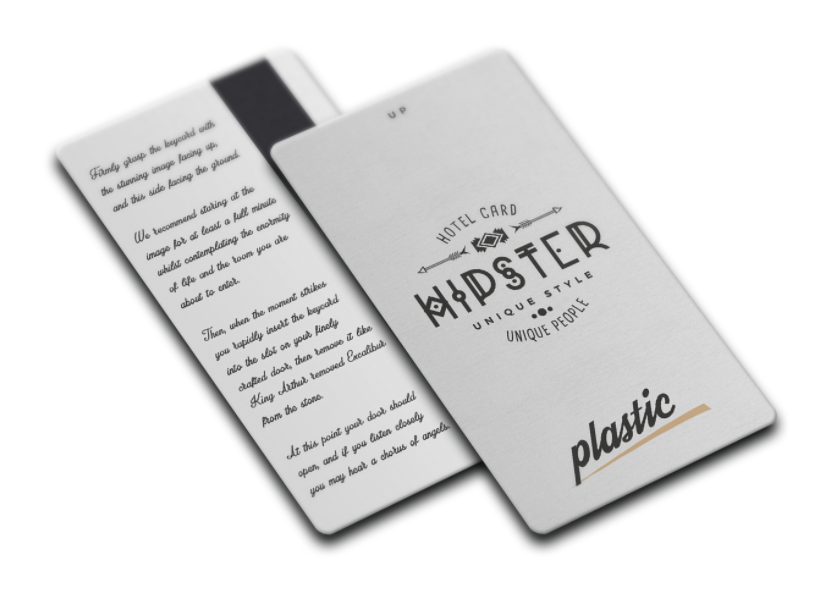 Firmly grasp the keycard with
the stunning image facing up,
and this side facing the ground.
We recommend staring at the
image for at least a full minute
whilst contemplating the enormity
of life and the room you are
about to enter.
Then, when the moment strikes
you rapidly insert the keycard
into the slot on your finely
crafted door, then remove it like
King Arthur removed Excalibur
from the stone.
At this point your door should
open, and if you listen closely
you may hear a chorus of angels.
UP
HOTEL CARD
HIPSTER
UNIQUE STYLE
UNIQUE PEOPLE
plastic